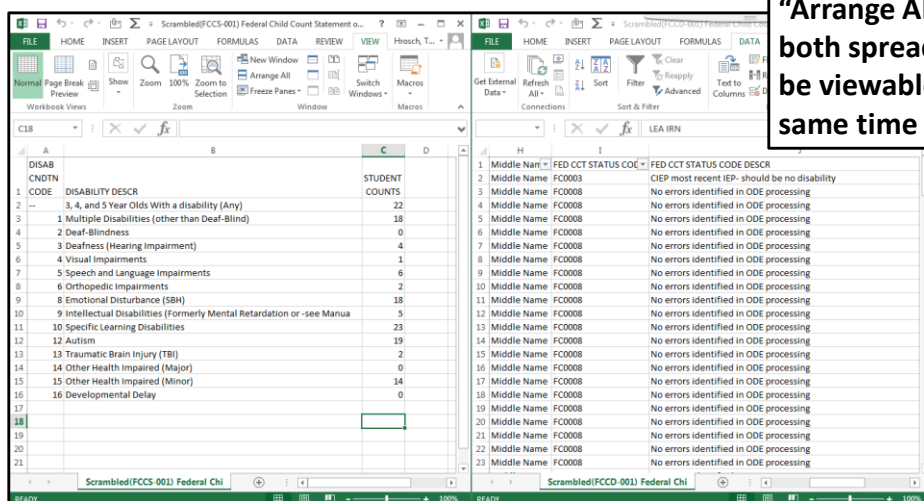 "Arrange Al
both spread
be viewable
same time
Scrambled(FCCS-001) Federal Child Count Statement o...
FILE HOME INSERT PAGE LAYOUT FORMULAS DATA REVIEW VIEW Hrosch, T...
Normal Page Break Preview Show Zoom 100% Zoom to Selection New Window Arrange All Freeze Panes Switch Windows Macros
Workbook Views Zoom Window Macros
C18 fx
A B C D
1 DISAB CNDTN CODE DISABILITY DESCR STUDENT COUNTS
2 -- 3, 4, and 5 Year Olds With a disability (Any) 22
3 1 Multiple Disabilities (other than Deaf-Blind) 18
4 2 Deaf-Blindness 0
5 3 Deafness (Hearing Impairment) 4
6 4 Visual Impairments 1
7 5 Speech and Language Impairments 6
8 6 Orthopedic Impairments 2
9 8 Emotional Disturbance (SBH) 18
10 9 Intellectual Disabilities (Formerly Mental Retardation or -see Manua 5
11 10 Specific Learning Disabilities 23
12 12 Autism 19
13 13 Traumatic Brain Injury (TBI) 2
14 14 Other Health Impaired (Major) 0
15 15 Other Health Impaired (Minor) 14
16 16 Developmental Delay 0
17
18
19
20
21
Scrambled(FCCS-001) Federal Chi
READY 100%
Scrambled(FCCD-001) Federal Child Cou
FILE HOME INSERT PAGE LAYOUT FORMULAS DATA
Get External Data Refresh All Sort Filter Clear Reapply Advanced Text to Columns
Connections Sort & Filter
fx LEA IRN
H I J
1 Middle Nam FED CCT STATUS COD FED CCT STATUS CODE DESCR
2 Middle Name FC0003 CIEP most recent IEP- should be no disability
3 Middle Name FC0008 No errors identified in ODE processing
4 Middle Name FC0008 No errors identified in ODE processing
5 Middle Name FC0008 No errors identified in ODE processing
6 Middle Name FC0008 No errors identified in ODE processing
7 Middle Name FC0008 No errors identified in ODE processing
8 Middle Name FC0008 No errors identified in ODE processing
9 Middle Name FC0008 No errors identified in ODE processing
10 Middle Name FC0008 No errors identified in ODE processing
11 Middle Name FC0008 No errors identified in ODE processing
12 Middle Name FC0008 No errors identified in ODE processing
13 Middle Name FC0008 No errors identified in ODE processing
14 Middle Name FC0008 No errors identified in ODE processing
15 Middle Name FC0008 No errors identified in ODE processing
16 Middle Name FC0008 No errors identified in ODE processing
17 Middle Name FC0008 No errors identified in ODE processing
18 Middle Name FC0008 No errors identified in ODE processing
19 Middle Name FC0008 No errors identified in ODE processing
20 Middle Name FC0008 No errors identified in ODE processing
21 Middle Name FC0008 No errors identified in ODE processing
22 Middle Name FC0008 No errors identified in ODE processing
23 Middle Name FC0008 No errors identified in ODE processing
Scrambled(FCCD-001) Federal Chi
READY 100%